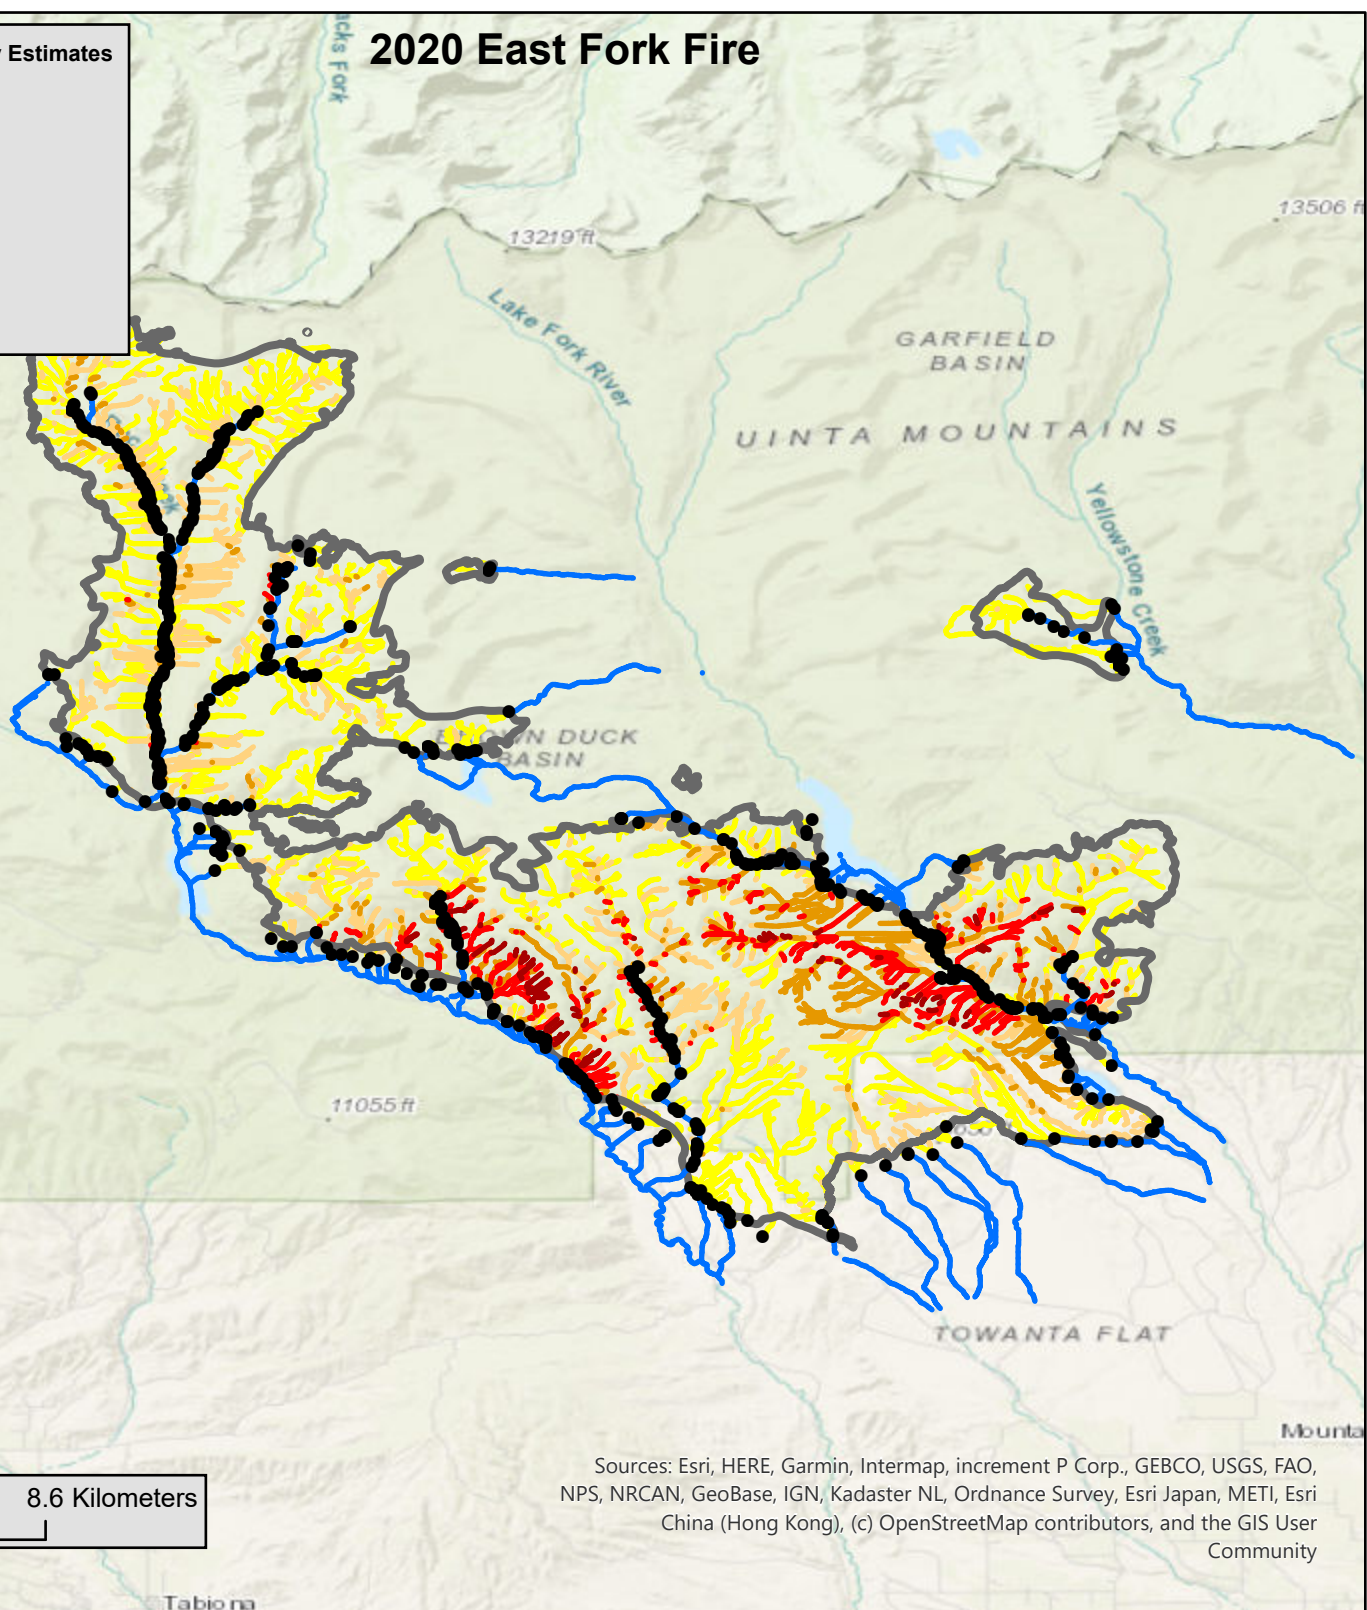 Estimates
2020 East Fork Fire
acks Fork
13506 ft
13219 ft
Lake Fork River
GARFIELD
BASIN
UINTA MOUNTAINS
Yellowstone Creek
DUCK
BASIN
11055 ft
TOWANTA FLAT
Mounta
8.6 Kilometers
Sources: Esri, HERE, Garmin, Intermap, increment P Corp., GEBCO, USGS, FAO,
NPS, NRCAN, GeoBase, IGN, Kadaster NL, Ordnance Survey, Esri Japan, METI, Esri
China (Hong Kong), (c) OpenStreetMap contributors, and the GIS User
Community
Tabiona